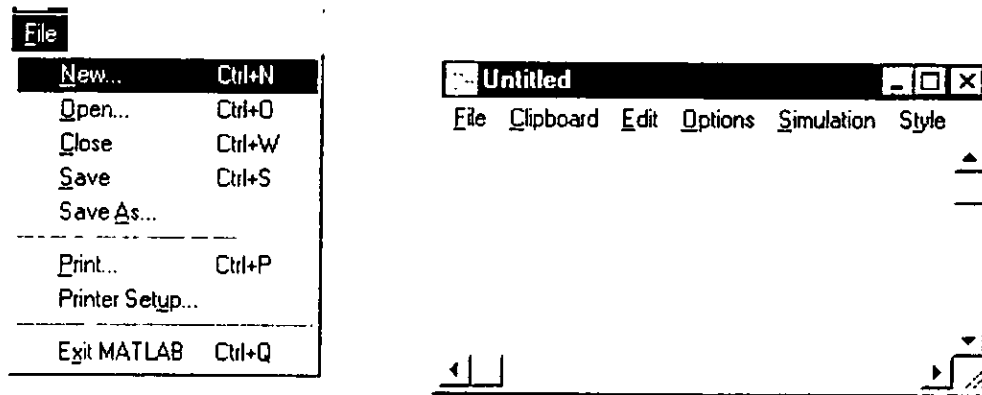 File
New... Ctrl+N
Open... Ctrl+O
Close Ctrl+W
Save Ctrl+S
Save As...
Print... Ctrl+P
Printer Setup...
Exit MATLAB Ctrl+Q
Untitled
File Clipboard Edit Options Simulation Style